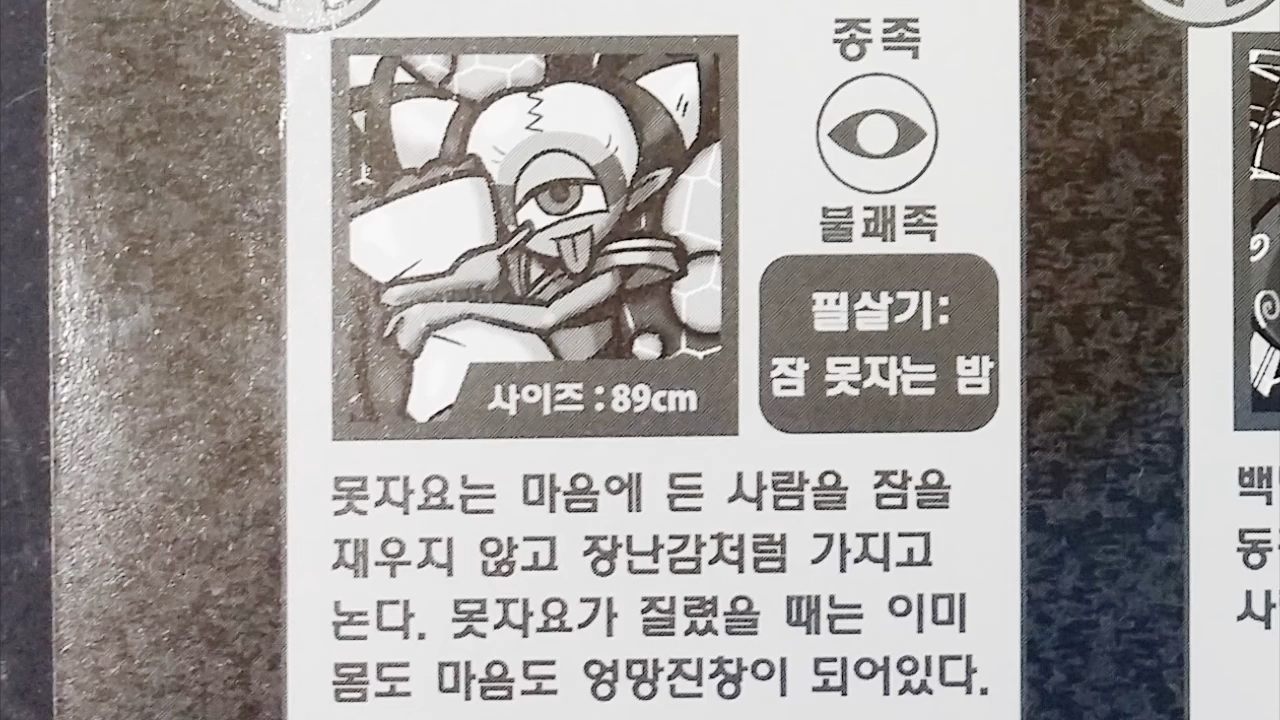 종족
불쾌족
필살기:
잠 못자는 밤
사이즈 : 89cm
못자요는 마음에 든 사람을 잠을
재우지 않고 장난감처럼 가지고
논다. 못자요가 질렸을 때는 이미
몸도 마음도 엉망진창이 되어있다.
백
동
사